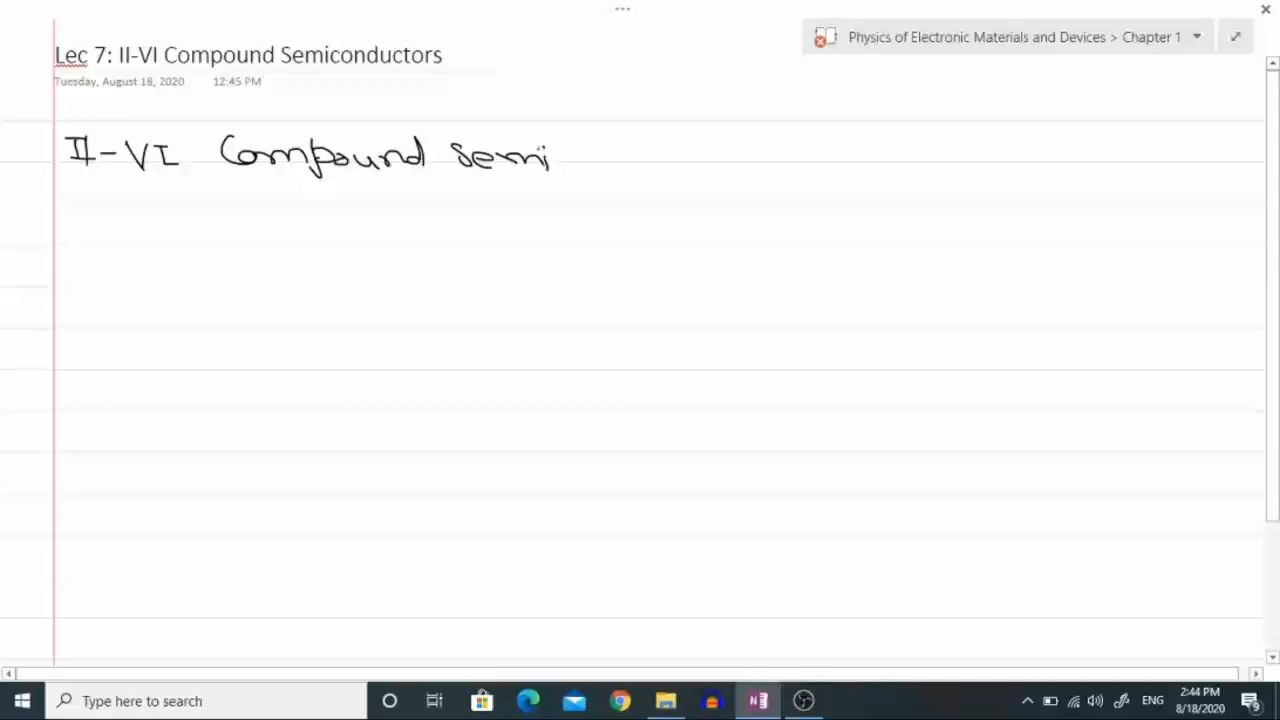 Physics of Electronic Materials and Devices > Chapter 1
Lec 7: II-VI Compound Semiconductors
Tuesday, August 18, 2020 12:45 PM
II-VI Compound semi
Type here to search
ENG
2:44 PM
8/18/2020
9